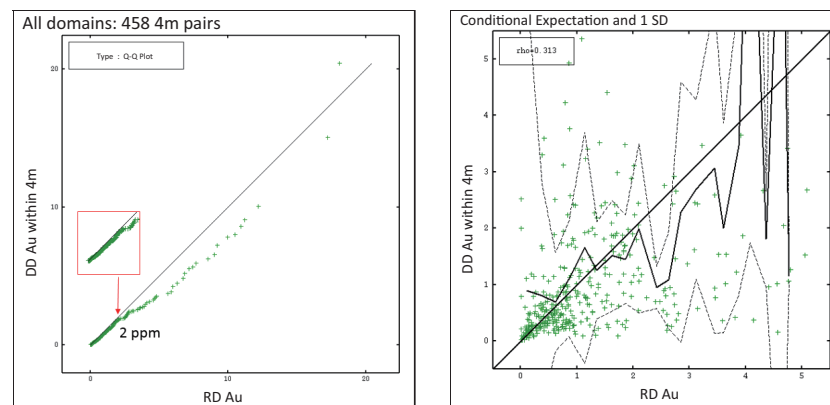 All domains: 458 4m pairs
Type : Q-Q Plot
20
10
0
DD Au within 4m
2 ppm
0
10
20
RD Au
Conditional Expectation and 1 SD
rho=0.313
5
4
3
2
1
0
DD Au within 4m
0
1
2
3
4
5
RD Au